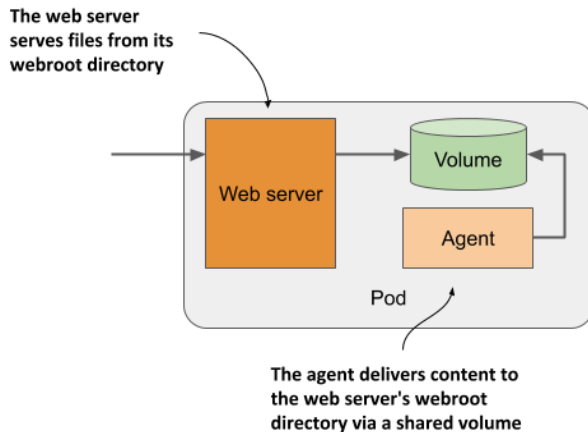 The web server
serves files from its
webroot directory
Volume
Web server
Agent
Pod
The agent delivers content to
the web server's webroot
directory via a shared volume